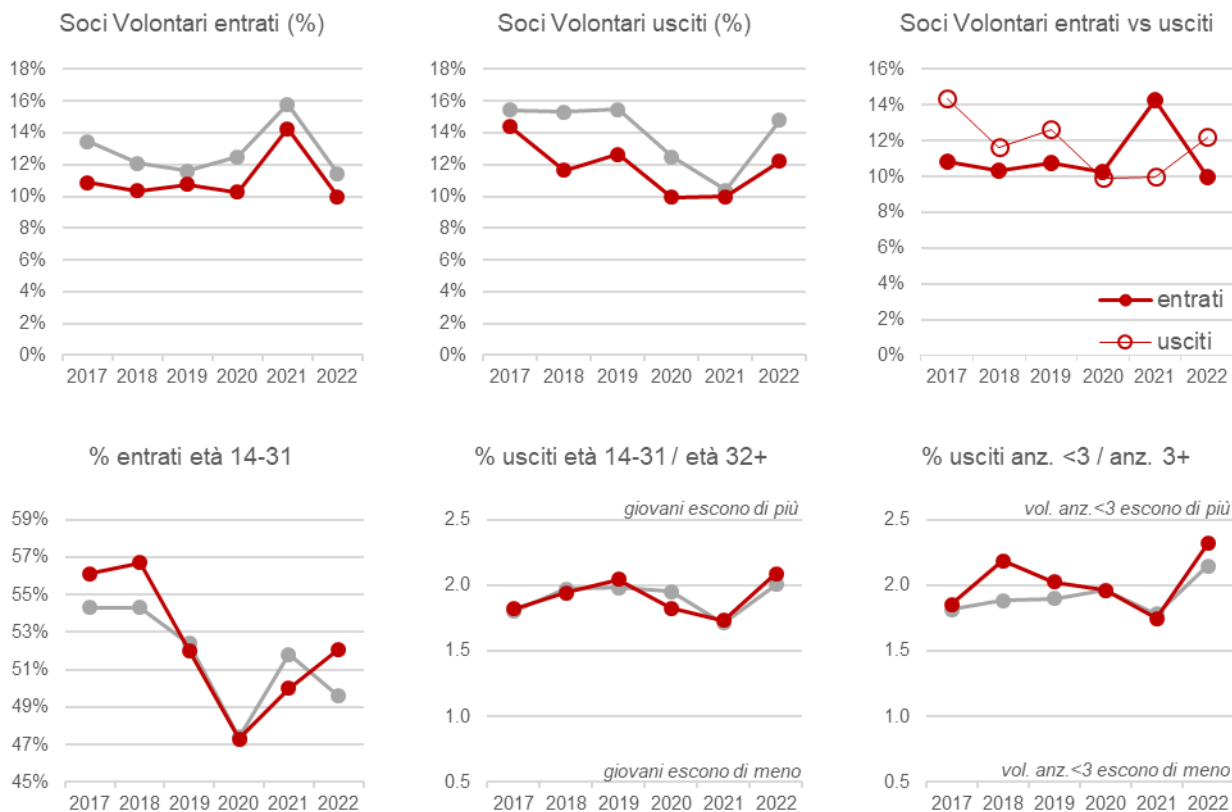 Soci Volontari entrati (%)
18%
16%
14%
12%
10%
8%
6%
4%
2%
0%
2017 2018 2019 2020 2021 2022
Soci Volontari usciti (%)
18%
16%
14%
12%
10%
8%
6%
4%
2%
0%
2017 2018 2019 2020 2021 2022
Soci Volontari entrati vs usciti
16%
14%
12%
10%
8%
6%
4%
2%
0%
entrati
usciti
2017 2018 2019 2020 2021 2022
% entrati età 14-31
59%
57%
55%
53%
51%
49%
47%
45%
2017 2018 2019 2020 2021 2022
% usciti età 14-31 / età 32+
giovani escono di più
2.5
2.0
1.5
1.0
0.5
giovani escono di meno
2017 2018 2019 2020 2021 2022
% usciti anz. <3 / anz. 3+
vol. anz.<3 escono di più
2.5
2.0
1.5
1.0
0.5
vol. anz.<3 escono di meno
2017 2018 2019 2020 2021 2022